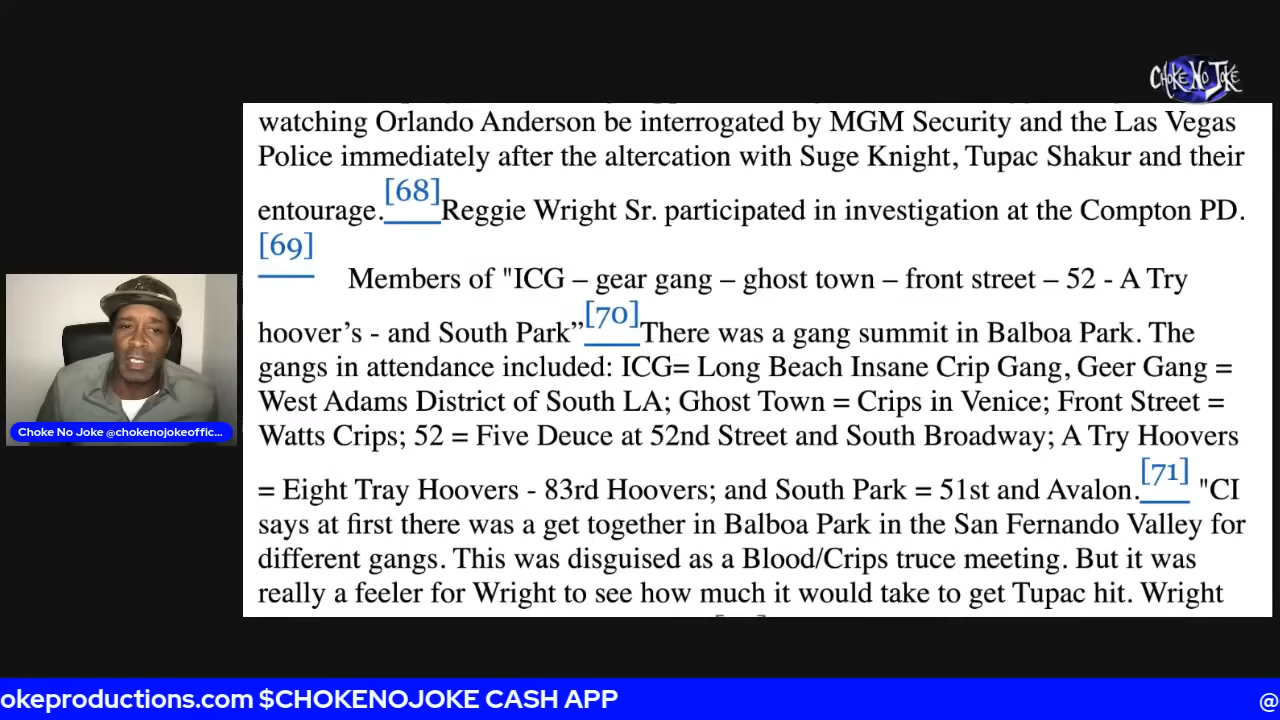 CHOKE NO JOKE
watching Orlando Anderson be interrogated by MGM Security and the Las Vegas
Police immediately after the altercation with Suge Knight, Tupac Shakur and their
entourage.[68]Reggie Wright Sr. participated in investigation at the Compton PD.
[69]
Members of "ICG – gear gang – ghost town – front street – 52 - A Try
hoover’s - and South Park”[70]There was a gang summit in Balboa Park. The
gangs in attendance included: ICG= Long Beach Insane Crip Gang, Geer Gang =
West Adams District of South LA; Ghost Town = Crips in Venice; Front Street =
Watts Crips; 52 = Five Deuce at 52nd Street and South Broadway; A Try Hoovers
= Eight Tray Hoovers - 83rd Hoovers; and South Park = 51st and Avalon.[71] "CI
says at first there was a get together in Balboa Park in the San Fernando Valley for
different gangs. This was disguised as a Blood/Crips truce meeting. But it was
really a feeler for Wright to see how much it would take to get Tupac hit. Wright
Choke No Joke @chokenojokeoffic...
okeproductions.com $CHOKENOJOKE CASH APP
@